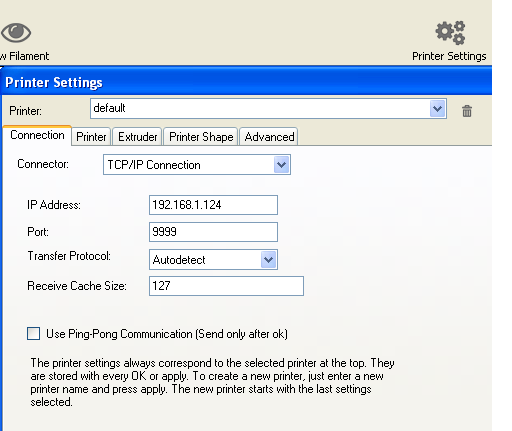 w Filament
Printer Settings
Printer Settings
Printer: default
Connection Printer Extruder Printer Shape Advanced
Connector: TCP/IP Connection
IP Address: 192.168.1.124
Port: 9999
Transfer Protocol: Autodetect
Receive Cache Size: 127
Use Ping-Pong Communication (Send only after ok)
The printer settings always correspond to the selected printer at the top. They
are stored with every OK or apply. To create a new printer, just enter a new
printer name and press apply. The new printer starts with the last settings
selected.